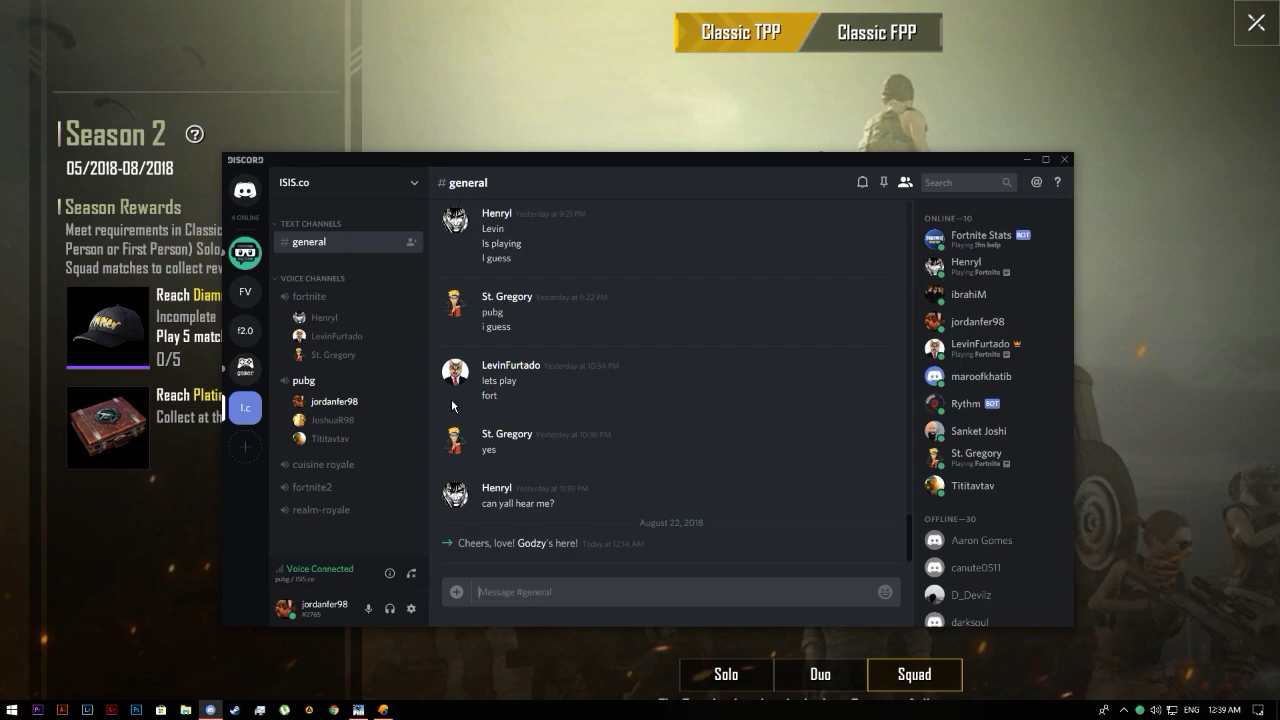 Classic TPP
Classic FPP
Season 2
05/2018-08/2018
Season Rewards
Meet requirements in Classic
Person or First Person) Solo
Squad matches to collect rew
Reach Diam
Incomplete
Play 5 matc
0/5
Reach Platin
Collect at th
DISCORD
4 ONLINE
FV
f2.0
gamer
I.c
ISIS.co
TEXT CHANNELS
# general
VOICE CHANNELS
fortnite
Henryl
LevinFurtado
St. Gregory
pubg
jordanfer98
JoshuaR98
Tititavtav
cuisine royale
fortnite2
realm-royale
Voice Connected
pubg / ISIS.co
jordanfer98
#2765
# general
Search
Henryl Yesterday at 9:21 PM
Levin
Is playing
I guess
St. Gregory Yesterday at 9:22 PM
pubg
i guess
LevinFurtado Yesterday at 10:34 PM
lets play
fort
St. Gregory Yesterday at 10:36 PM
yes
Henryl Yesterday at 11:39 PM
can yall hear me?
August 22, 2018
Cheers, love! Godzy's here! Today at 12:14 AM
Message #general
ONLINE—10
Fortnite Stats BOT
Playing !fm help
Henryl
Playing Fortnite
ibrahiM
jordanfer98
LevinFurtado
Playing Fortnite
maroofkhatib
Rythm BOT
Sanket Joshi
St. Gregory
Playing Fortnite
Tititavtav
OFFLINE—30
Aaron Gomes
canute0511
D_Devilz
darksoul
Solo
Duo
Squad
ENG
12:39 AM